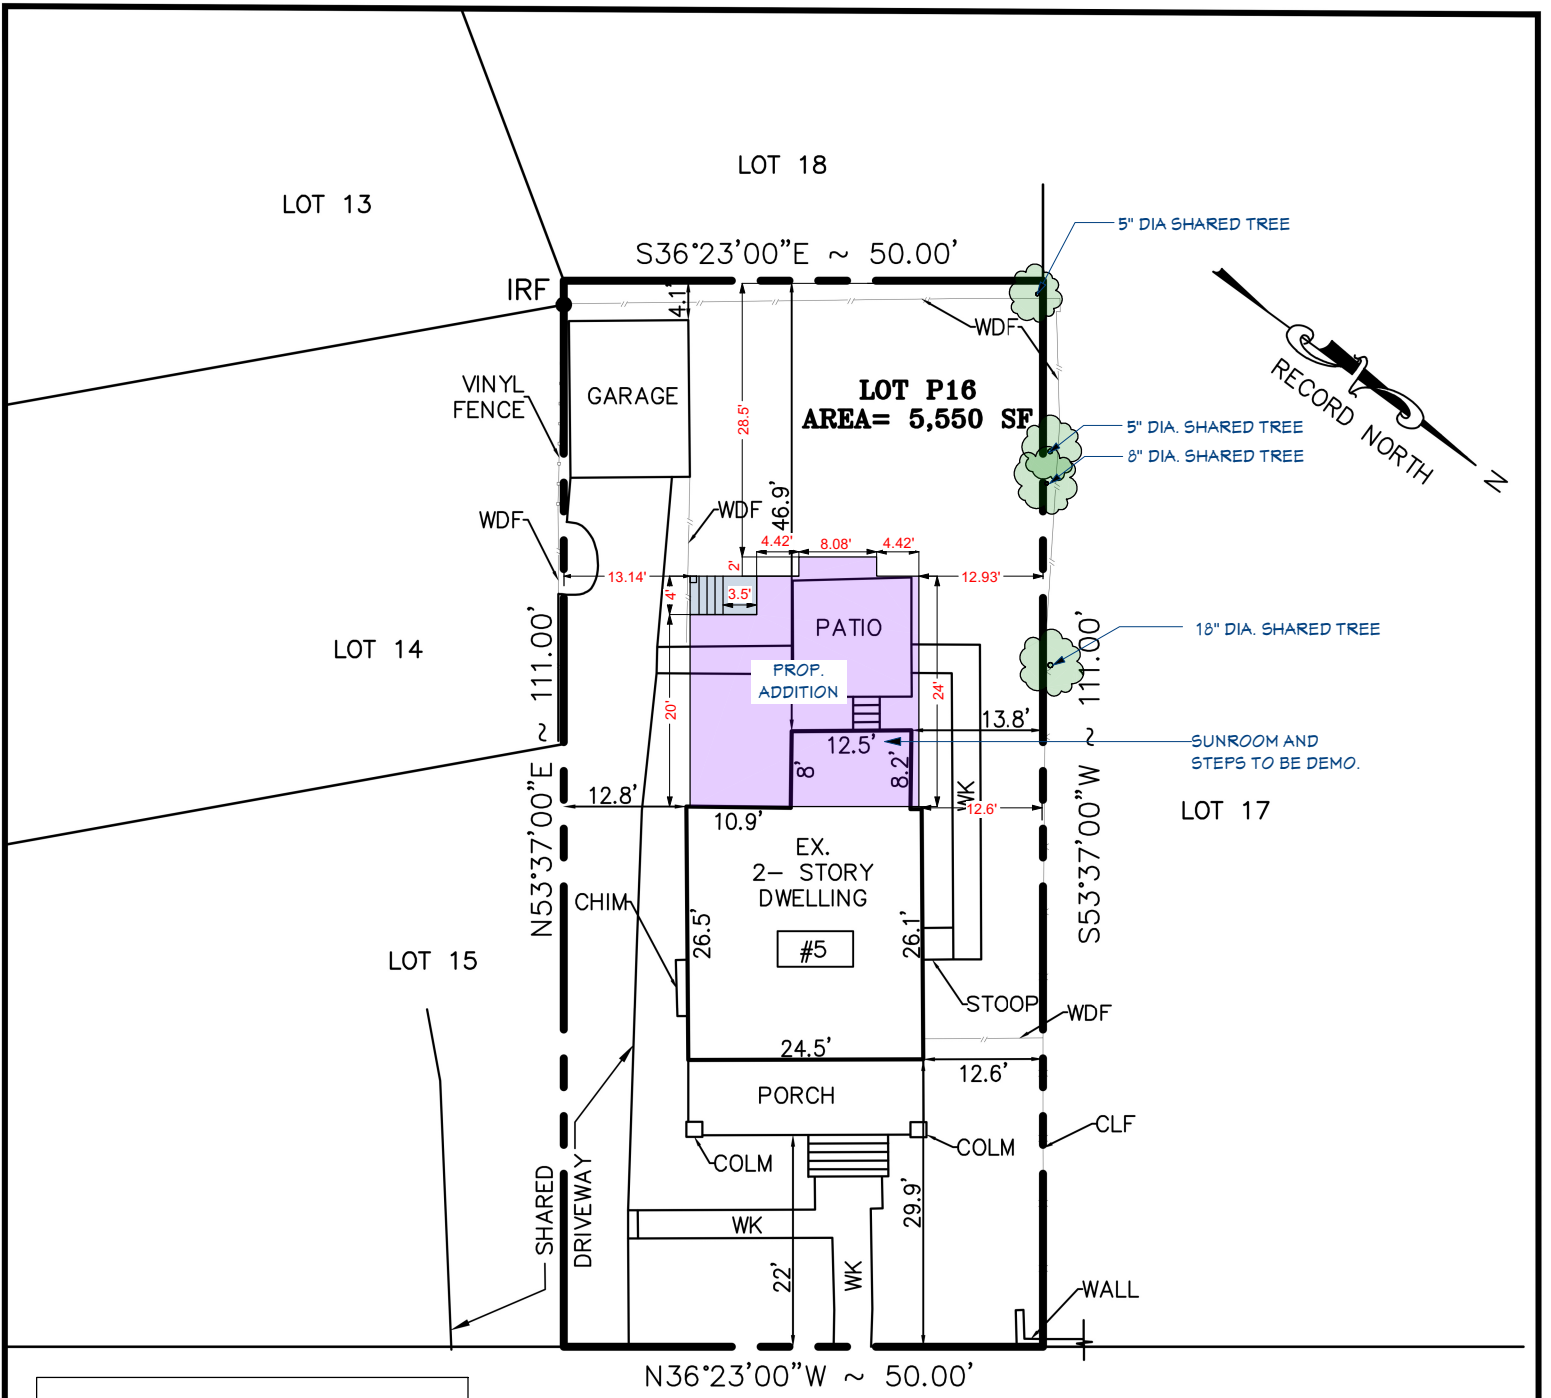 LOT 18
LOT 13
5" DIA SHARED TREE
S36°23'00"E ~ 50.00'
IRF
4.1'
WDF
RECORD NORTH
N
VINYL
FENCE
GARAGE
28.5'
LOT P16
AREA= 5,550 SF
5" DIA. SHARED TREE
8" DIA. SHARED TREE
46.9'
WDF
WDF
4.42'
8.08'
4.42'
2'
13.14'
12.93'
4'
3.5'
PATIO
18" DIA. SHARED TREE
LOT 14
PROP.
ADDITION
20'
24'
13.8'
12.5'
SUNROOM AND
STEPS TO BE DEMO.
8'
8.2'
N53°37'00"E ~ 111.00'
S53°37'00"W ~ 111.00'
12.8'
WK
12.6'
LOT 17
10.9'
EX.
2- STORY
DWELLING
CHIM
26.5'
#5
26.1'
LOT 15
STOOP
WDF
24.5'
12.6'
PORCH
CLF
COLM
COLM
SHARED
DRIVEWAY
29.9'
WK
22'
WK
WALL
N36°23'00"W ~ 50.00'